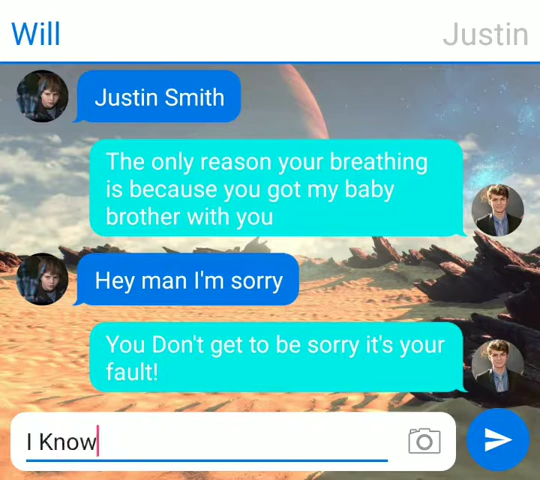 Will
Justin
Justin Smith
The only reason your breathing
is because you got my baby
brother with you
Hey man I'm sorry
You Don't get to be sorry it's your
fault!
I Know